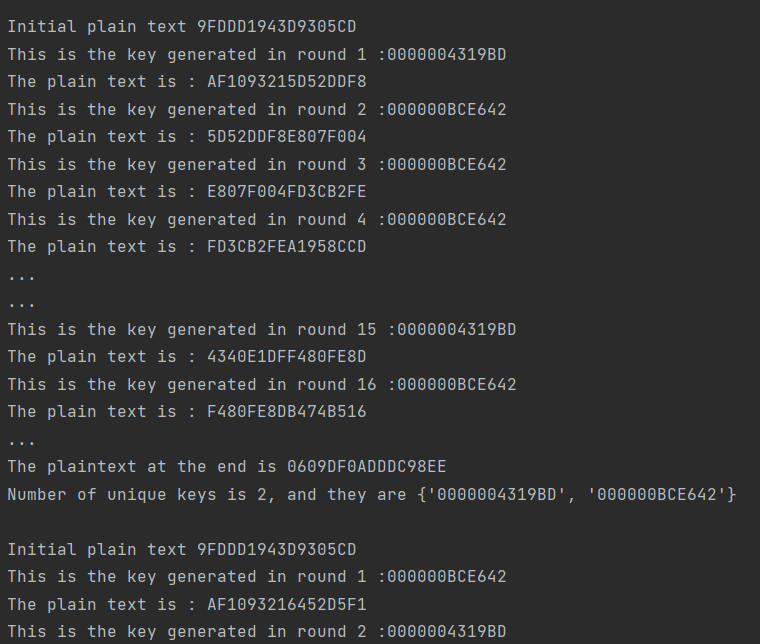 Initial plain text 9FDDD1943D9305CD
This is the key generated in round 1 :0000004319BD
The plain text is : AF1093215D52DDF8
This is the key generated in round 2 :000000BCE642
The plain text is : 5D52DDF8E807F004
This is the key generated in round 3 :000000BCE642
The plain text is : E807F004FD3CB2FE
This is the key generated in round 4 :000000BCE642
The plain text is : FD3CB2FEA1958CCD
...
...
This is the key generated in round 15 :0000004319BD
The plain text is : 4340E1DFF480FE8D
This is the key generated in round 16 :000000BCE642
The plain text is : F480FE8DB474B516
...
The plaintext at the end is 0609DF0ADDDC98EE
Number of unique keys is 2, and they are {'0000004319BD', '000000BCE642'}
Initial plain text 9FDDD1943D9305CD
This is the key generated in round 1 :000000BCE642
The plain text is : AF1093216452D5F1
This is the key generated in round 2 :0000004319BD